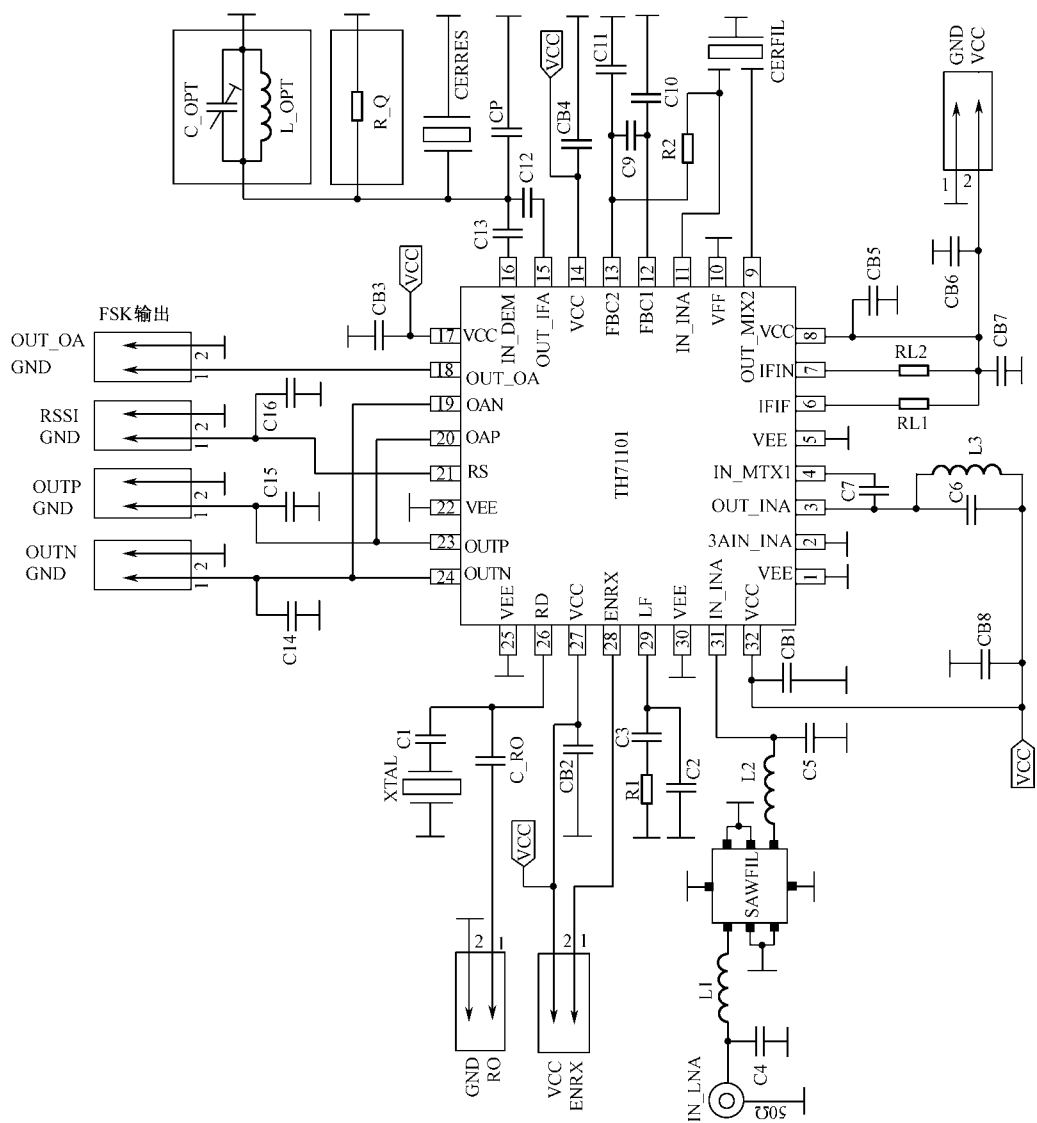 C_OPT
L_OPT
R_Q
CERRES
CP
C12
C13
VCC
CB4
C11
C10
C9
R2
CERFIL
GND
VCC
1
2
FSK 输出
OUT_OA
GND
1 2
RSSI
GND
1 2
OUTP
GND
1 2
OUTN
GND
1 2
CB3
VCC
C16
C15
C14
16
15
14
13
12
11
10
9
IN_DEM
OUT_IFA
VCC
FBC2
FBC1
IN_INA
VFF
OUT_MIX2
17 VCC
18 OUT_OA
19 OAN
20 OAP
21 RS
22 VEE
23 OUTP
24 OUTN
TH71101
VCC 8
IFIN 7
IFIF 6
VEE 5
IN_MTX1 4
OUT_INA 3
3AIN_INA 2
VEE 1
CB5
CB6
CB7
RL2
RL1
L3
C7
C6
CB8
VEE
RD
VCC
ENRX
LF
VEE
IN_INA
VCC
25
26
27
28
29
30
31
32
CB1
C1
XTAL
C_RO
CB2
C3
R1
C2
L2
C5
VCC
VCC
SAWFIL
L1
C4
IN_LNA
50Ω
2
1
GND
RO
2
1
VCC
ENRX